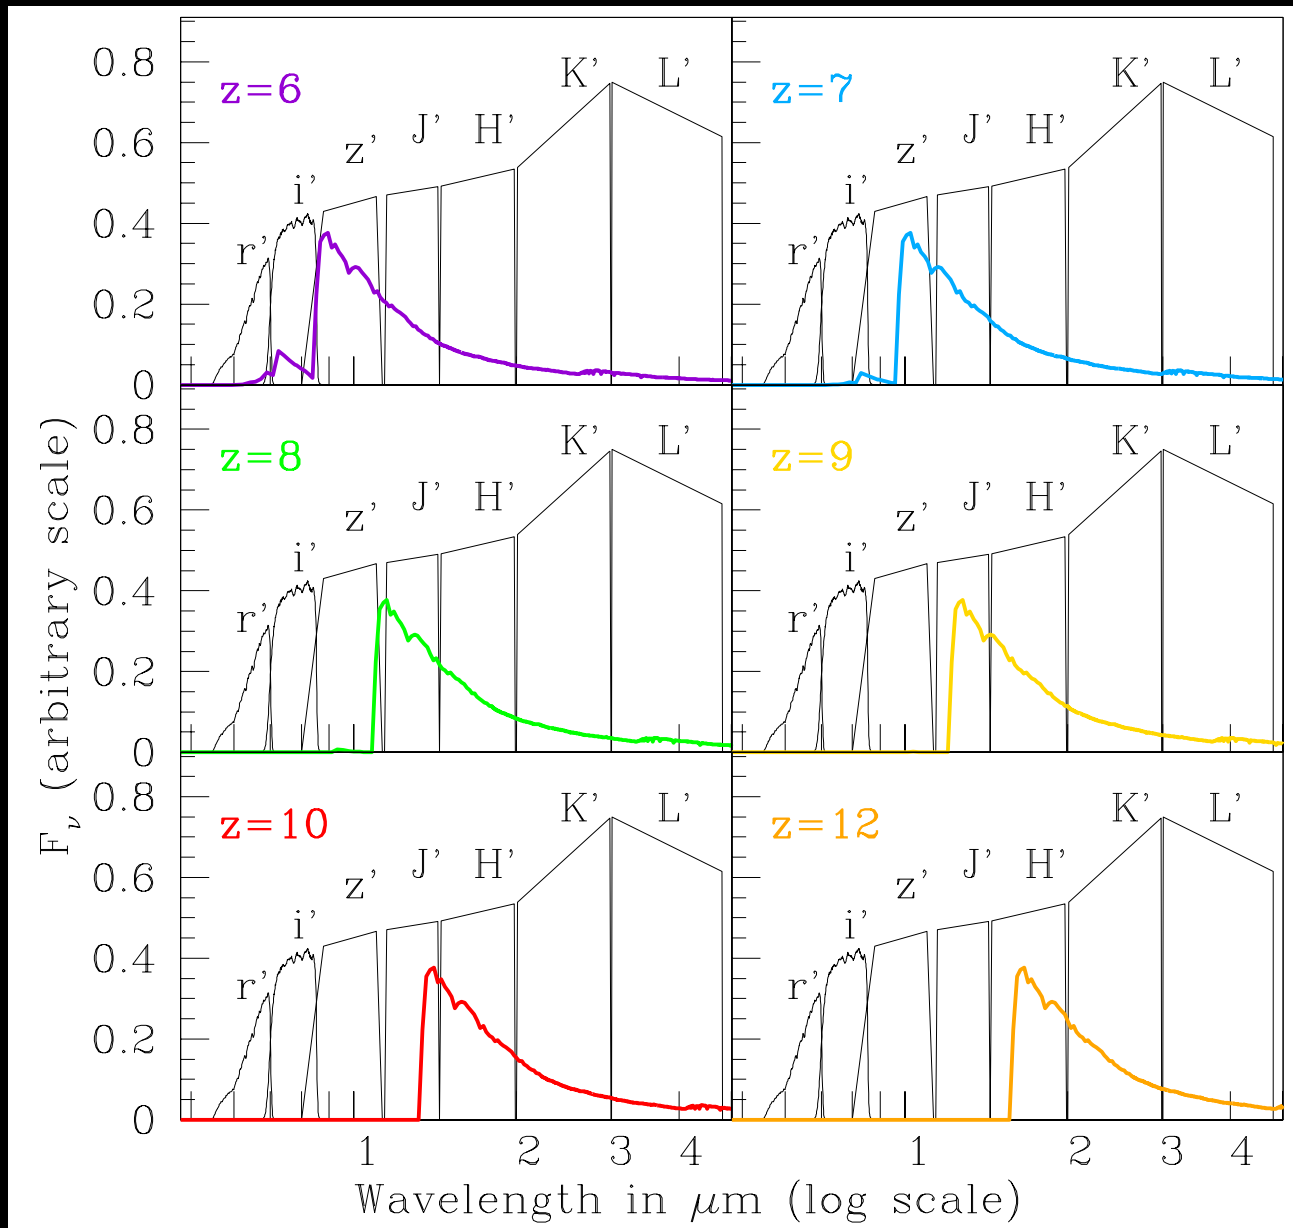 z=6 r' i' z' J' H' K' L'
z=7 r' i' z' J' H' K' L'
0.8
0.6
0.4
0.2
0
z=8 r' i' z' J' H' K' L'
z=9 r' i' z' J' H' K' L'
0.8
0.6
0.4
0.2
0
z=10 r' i' z' J' H' K' L'
z=12 r' i' z' J' H' K' L'
0.8
0.6
0.4
0.2
0
1 2 3 4
1 2 3 4
Fν (arbitrary scale)
Wavelength in μm (log scale)